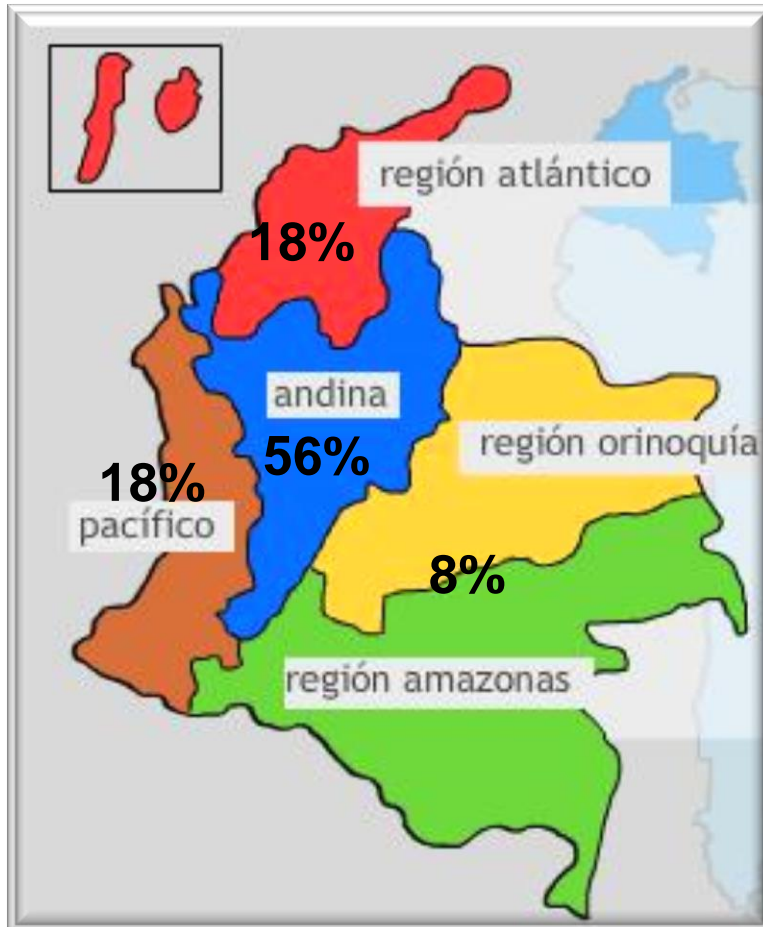 región atlántico
18%
andina
56%
región orinoquía
18%
pacífico
8%
región amazonas